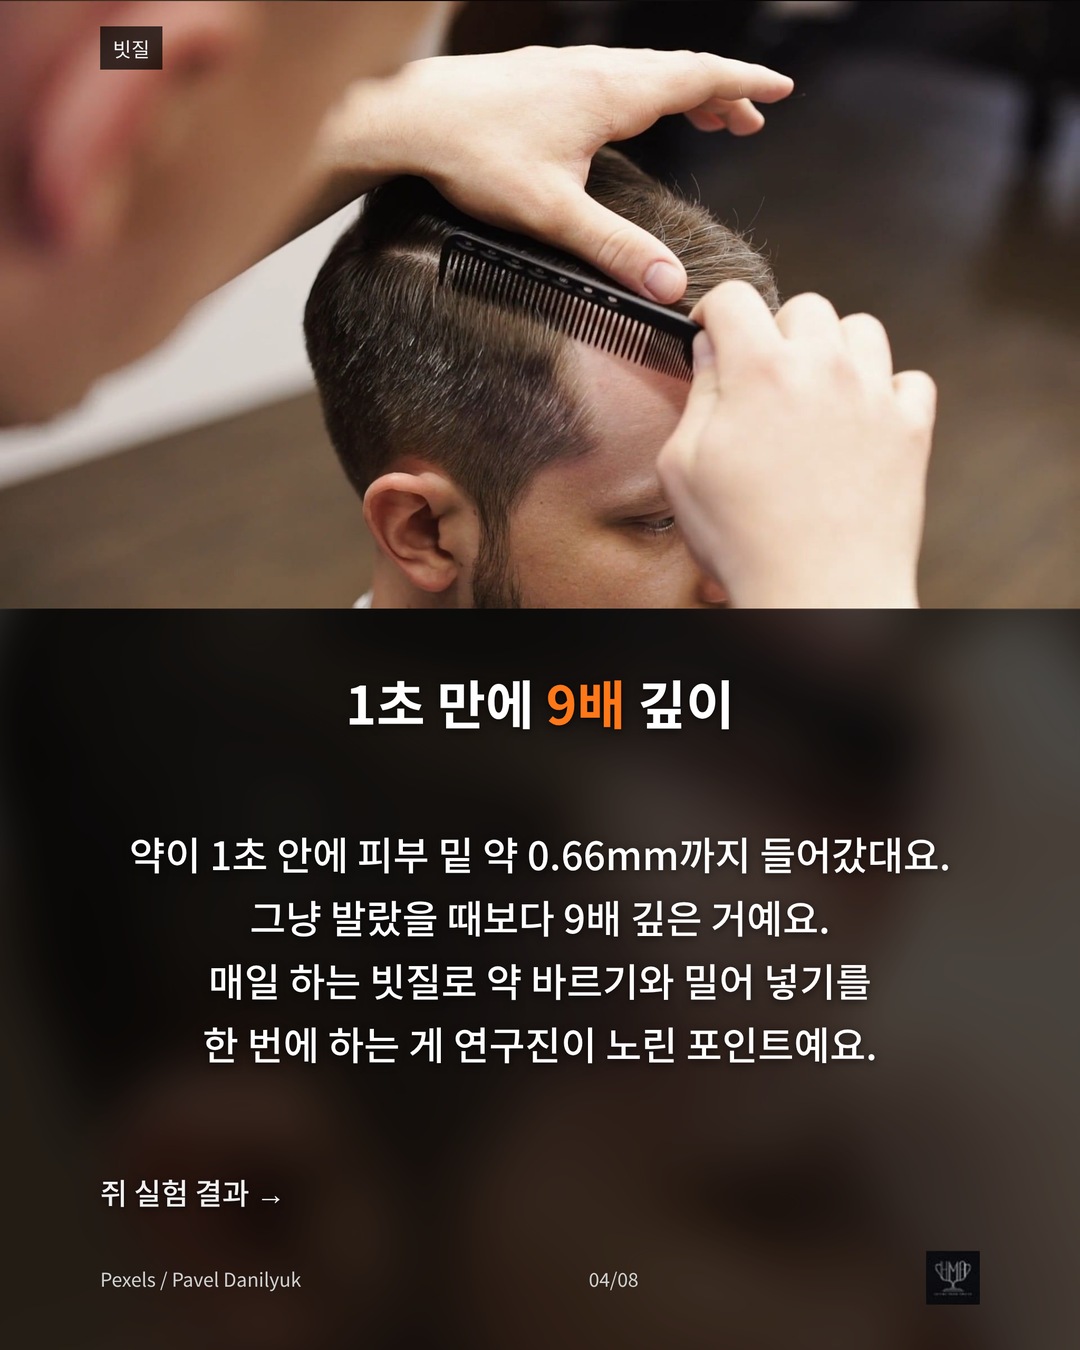 빗질
1초 만에 9배 깊이
약이 1초 안에 피부 밑 약 0.66mm까지 들어갔대요.
그냥 발랐을 때보다 9배 깊은 거예요.
매일 하는 빗질로 약 바르기와 밀어 넣기를
한 번에 하는 게 연구진이 노린 포인트예요.
쥐 실험 결과 →
Pexels / Pavel Danilyuk
04/08